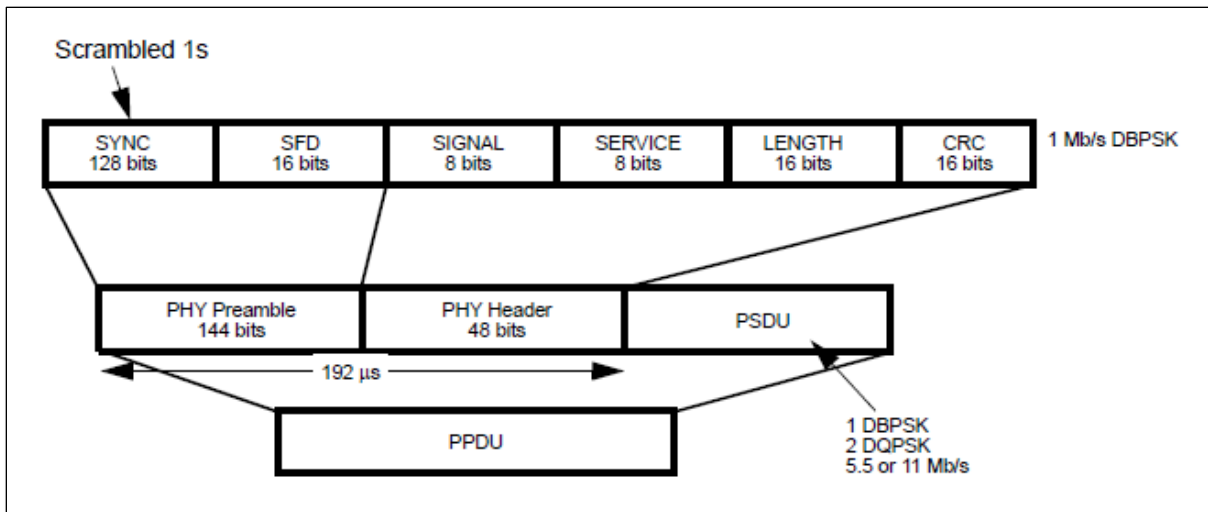 Scrambled 1s
SYNC
128 bits
SFD
16 bits
SIGNAL
8 bits
SERVICE
8 bits
LENGTH
16 bits
CRC
16 bits
1 Mb/s DBPSK
PHY Preamble
144 bits
PHY Header
48 bits
PSDU
192 μs
PPDU
1 DBPSK
2 DQPSK
5.5 or 11 Mb/s